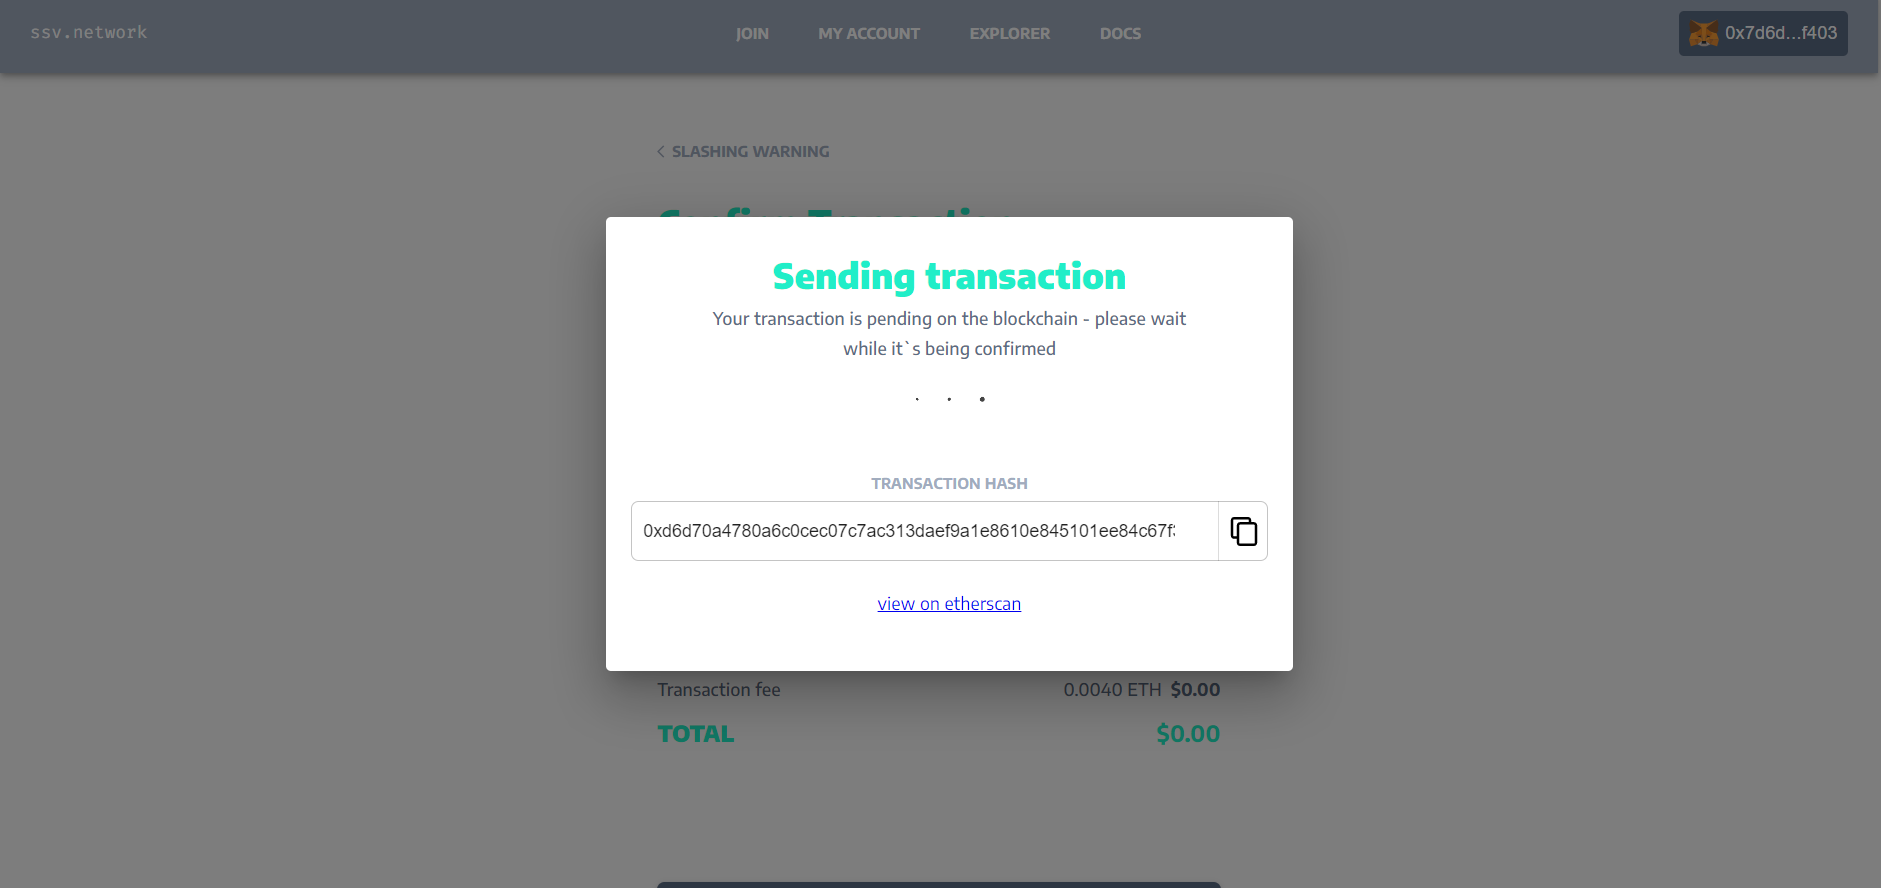 ssv.network
JOIN
MY ACCOUNT
EXPLORER
DOCS
0x7d6d...f403
SLASHING WARNING
Sending transaction
Your transaction is pending on the blockchain - please wait
while it`s being confirmed
TRANSACTION HASH
0xd6d70a4780a6c0cec07c7ac313daef9a1e8610e845101ee84c67f
view on etherscan
Transaction fee
0.0040 ETH $0.00
TOTAL
$0.00